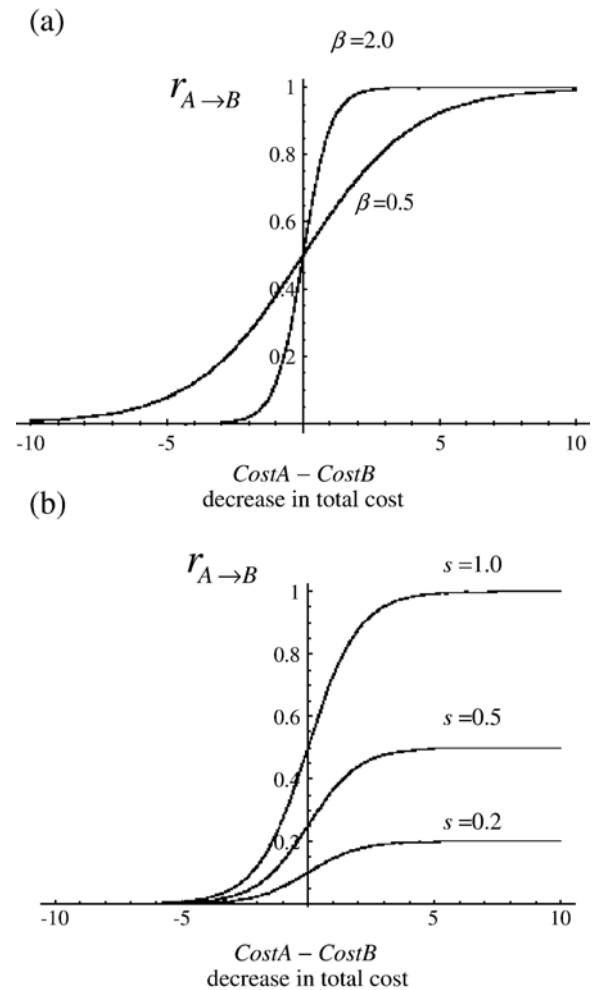 (a)
β=2.0
r A→B
1
0.8
0.6
β=0.5
0.4
0.2
-10 -5 5 10
CostA – CostB
decrease in total cost
(b)
r A→B
s =1.0
1
0.8
0.6
s =0.5
0.4
s =0.2
0.2
-10 -5 5 10
CostA – CostB
decrease in total cost